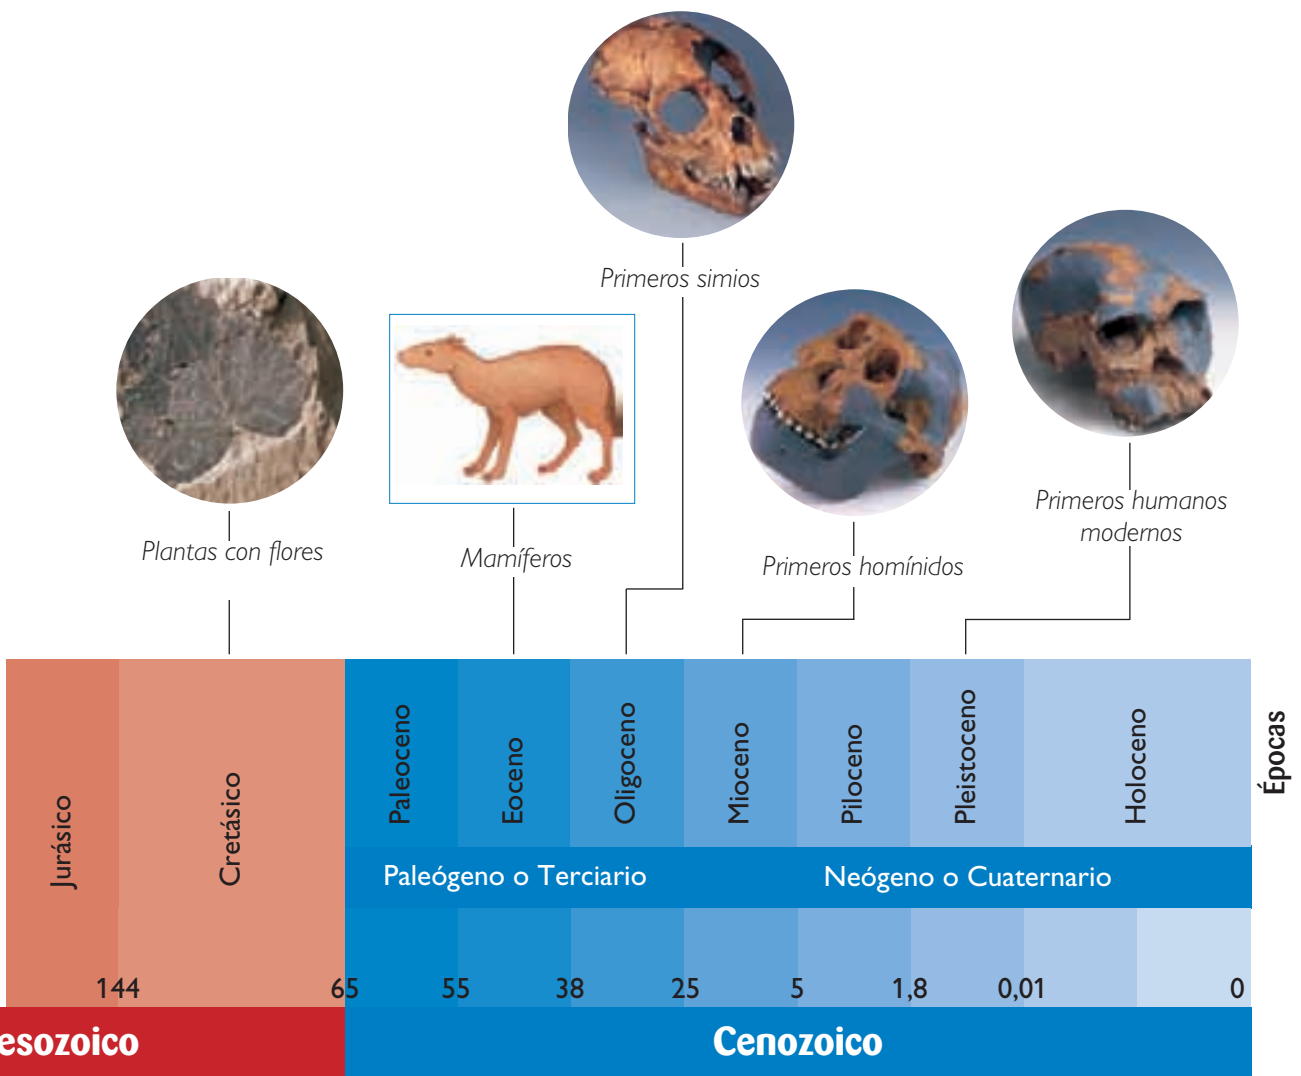 Primeros simios
Primeros humanos
modernos
Plantas con flores
Mamíferos
Primeros homínidos
Jurásico
Cretásico
Paleoceno
Eoceno
Oligoceno
Mioceno
Piloceno
Pleistoceno
Holoceno
Épocas
Paleógeno o Terciario
Neógeno o Cuaternario
144
65
55
38
25
5
1,8
0,01
0
esozoico
Cenozoico